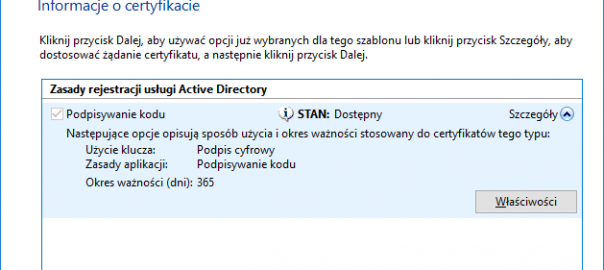 Informacje o certyfikacie
Kliknij przycisk Dalej, aby używać opcji już wybranych dla tego szablonu lub kliknij przycisk Szczegóły, aby
dostosować żądanie certyfikatu, a następnie kliknij przycisk Dalej.
Zasady rejestracji usługi Active Directory
Podpisywanie kodu STAN: Dostępny Szczegóły
Następujące opcje opisują sposób użycia i okres ważności stosowany do certyfikatów tego typu:
Użycie klucza: Podpis cyfrowy
Zasady aplikacji: Podpisywanie kodu
Okres ważności (dni): 365
Właściwości